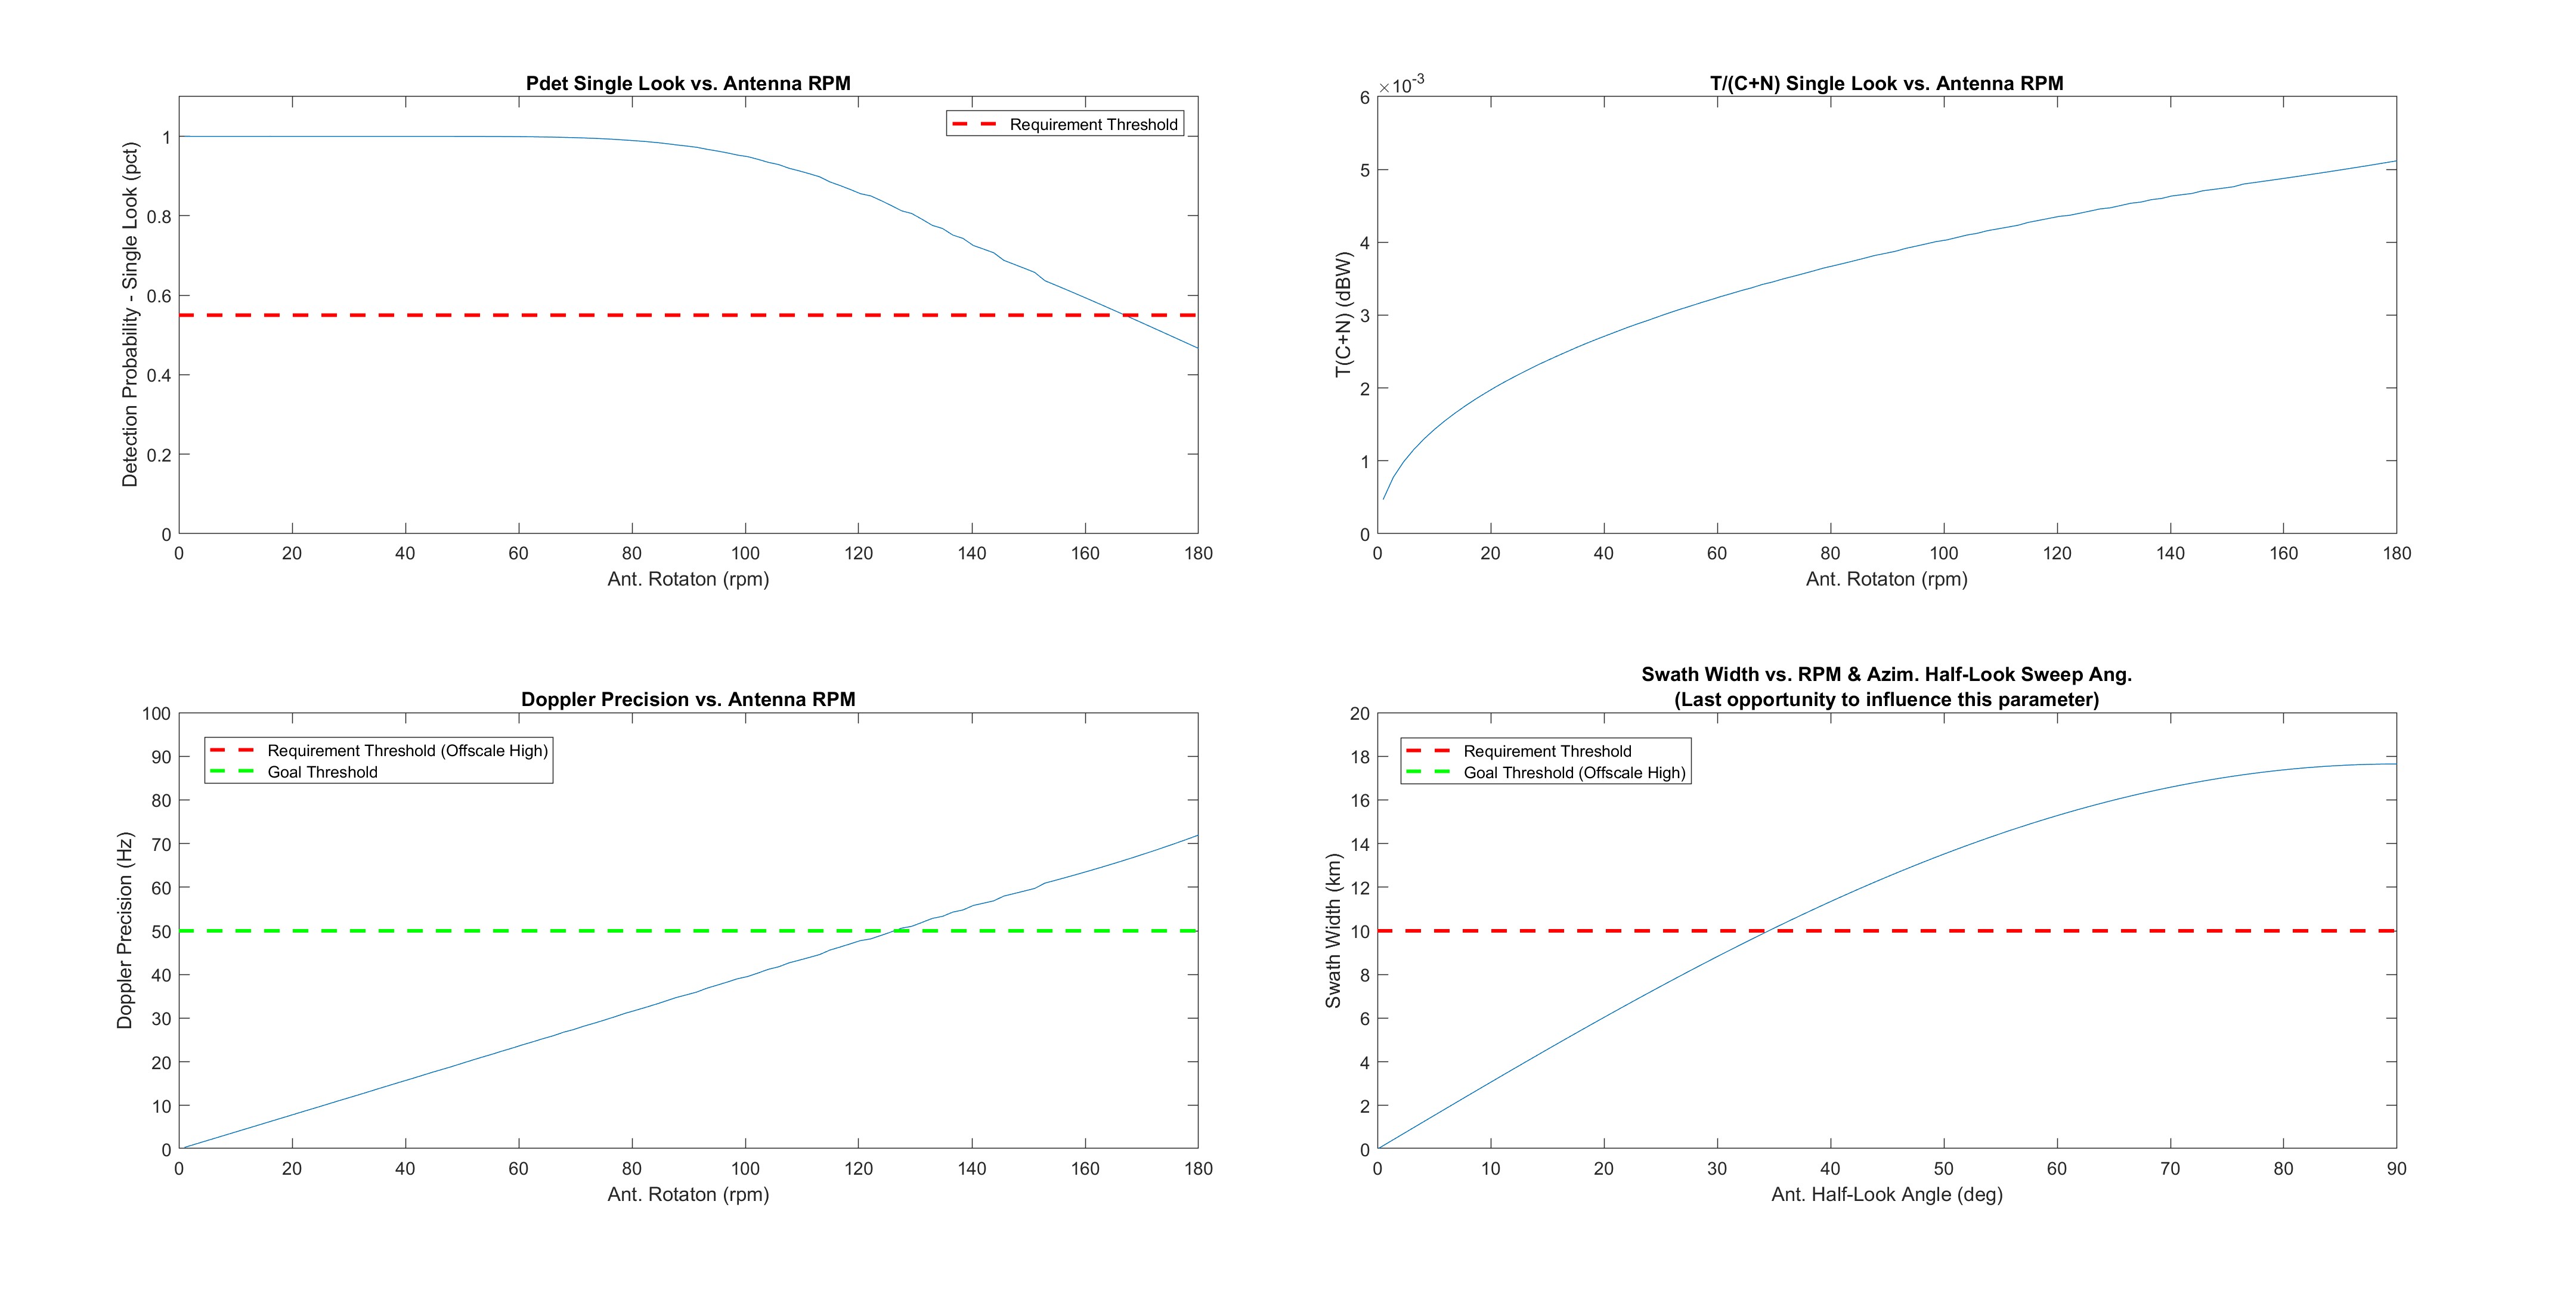 Pdet Single Look vs. Antenna RPM
Requirement Threshold
Detection Probability - Single Look (pct)
1
0.8
0.6
0.4
0.2
0
0 20 40 60 80 100 120 140 160 180
Ant. Rotaton (rpm)
T/(C+N) Single Look vs. Antenna RPM
×10-3
T(C+N) (dBW)
6
5
4
3
2
1
0
0 20 40 60 80 100 120 140 160 180
Ant. Rotaton (rpm)
Doppler Precision vs. Antenna RPM
Requirement Threshold (Offscale High)
Goal Threshold
Doppler Precision (Hz)
100
90
80
70
60
50
40
30
20
10
0
0 20 40 60 80 100 120 140 160 180
Ant. Rotaton (rpm)
Swath Width vs. RPM & Azim. Half-Look Sweep Ang.
(Last opportunity to influence this parameter)
Requirement Threshold
Goal Threshold (Offscale High)
Swath Width (km)
20
18
16
14
12
10
8
6
4
2
0
0 10 20 30 40 50 60 70 80 90
Ant. Half-Look Angle (deg)